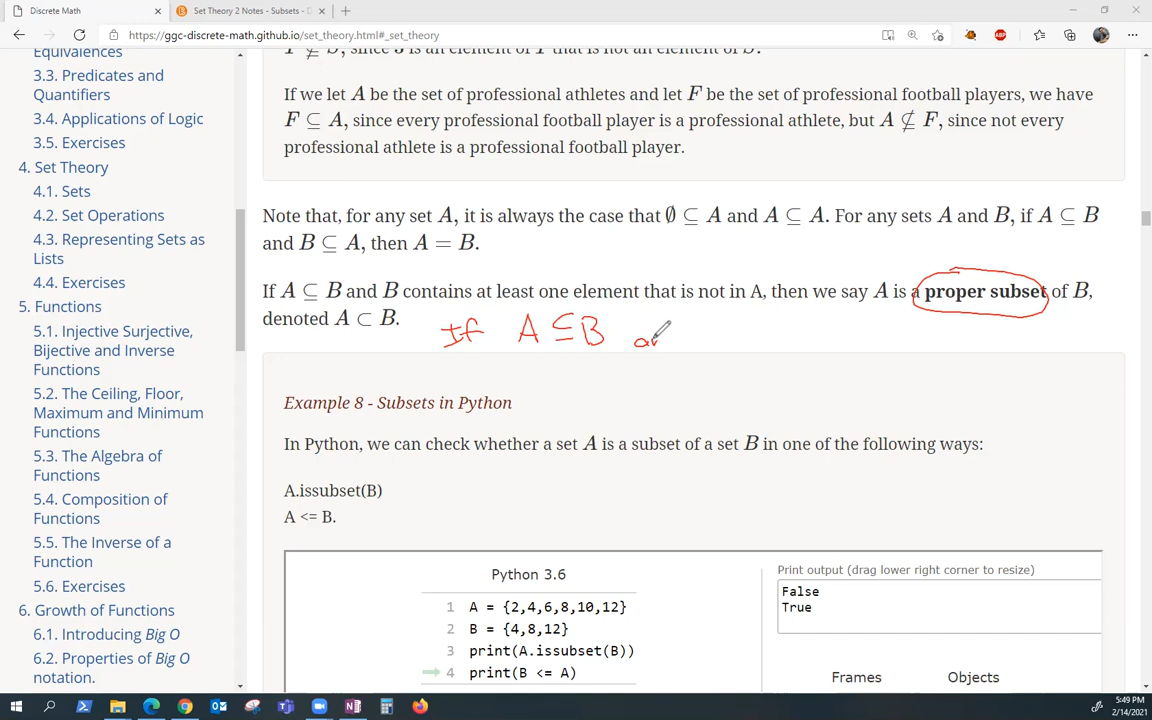 Discrete Math
Set Theory 2 Notes - Subsets - D
https://ggc-discrete-math.github.io/set_theory.html#_set_theory
Equivalences
3.3. Predicates and
Quantifiers
3.4. Applications of Logic
3.5. Exercises
4. Set Theory
4.1. Sets
4.2. Set Operations
4.3. Representing Sets as
Lists
4.4. Exercises
5. Functions
5.1. Injective Surjective,
Bijective and Inverse
Functions
5.2. The Ceiling, Floor,
Maximum and Minimum
Functions
5.3. The Algebra of
Functions
5.4. Composition of
Functions
5.5. The Inverse of a
Function
5.6. Exercises
6. Growth of Functions
6.1. Introducing Big O
6.2. Properties of Big O
notation.
since 3 is an element of T that is not an element of S.
If we let A be the set of professional athletes and let F be the set of professional football players, we have
F ⊆ A, since every professional football player is a professional athlete, but A ⊈ F, since not every
professional athlete is a professional football player.
Note that, for any set A, it is always the case that ∅ ⊆ A and A ⊆ A. For any sets A and B, if A ⊆ B
and B ⊆ A, then A = B.
If A ⊆ B and B contains at least one element that is not in A, then we say A is a proper subset of B,
denoted A ⊂ B.
If A ⊆ B
Example 8 - Subsets in Python
In Python, we can check whether a set A is a subset of a set B in one of the following ways:
A.issubset(B)
A <= B.
Python 3.6
1 A = {2,4,6,8,10,12}
2 B = {4,8,12}
3 print(A.issubset(B))
4 print(B <= A)
Print output (drag lower right corner to resize)
False
True
Frames Objects
5:49 PM
2/14/2021